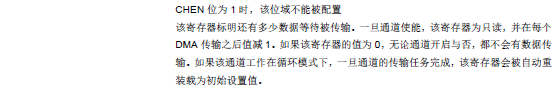 CHEN 位为 1 时，该位域不能被配置
该寄存器标明还有多少数据等待被传输。一旦通道使能，该寄存器为只读，并在每个
DMA 传输之后值减 1。如果该寄存器的值为 0，无论通道开启与否，都不会有数据传
输。如果该通道工作在循环模式下，一旦通道的传输任务完成，该寄存器会被自动重
装载为初始设置值。